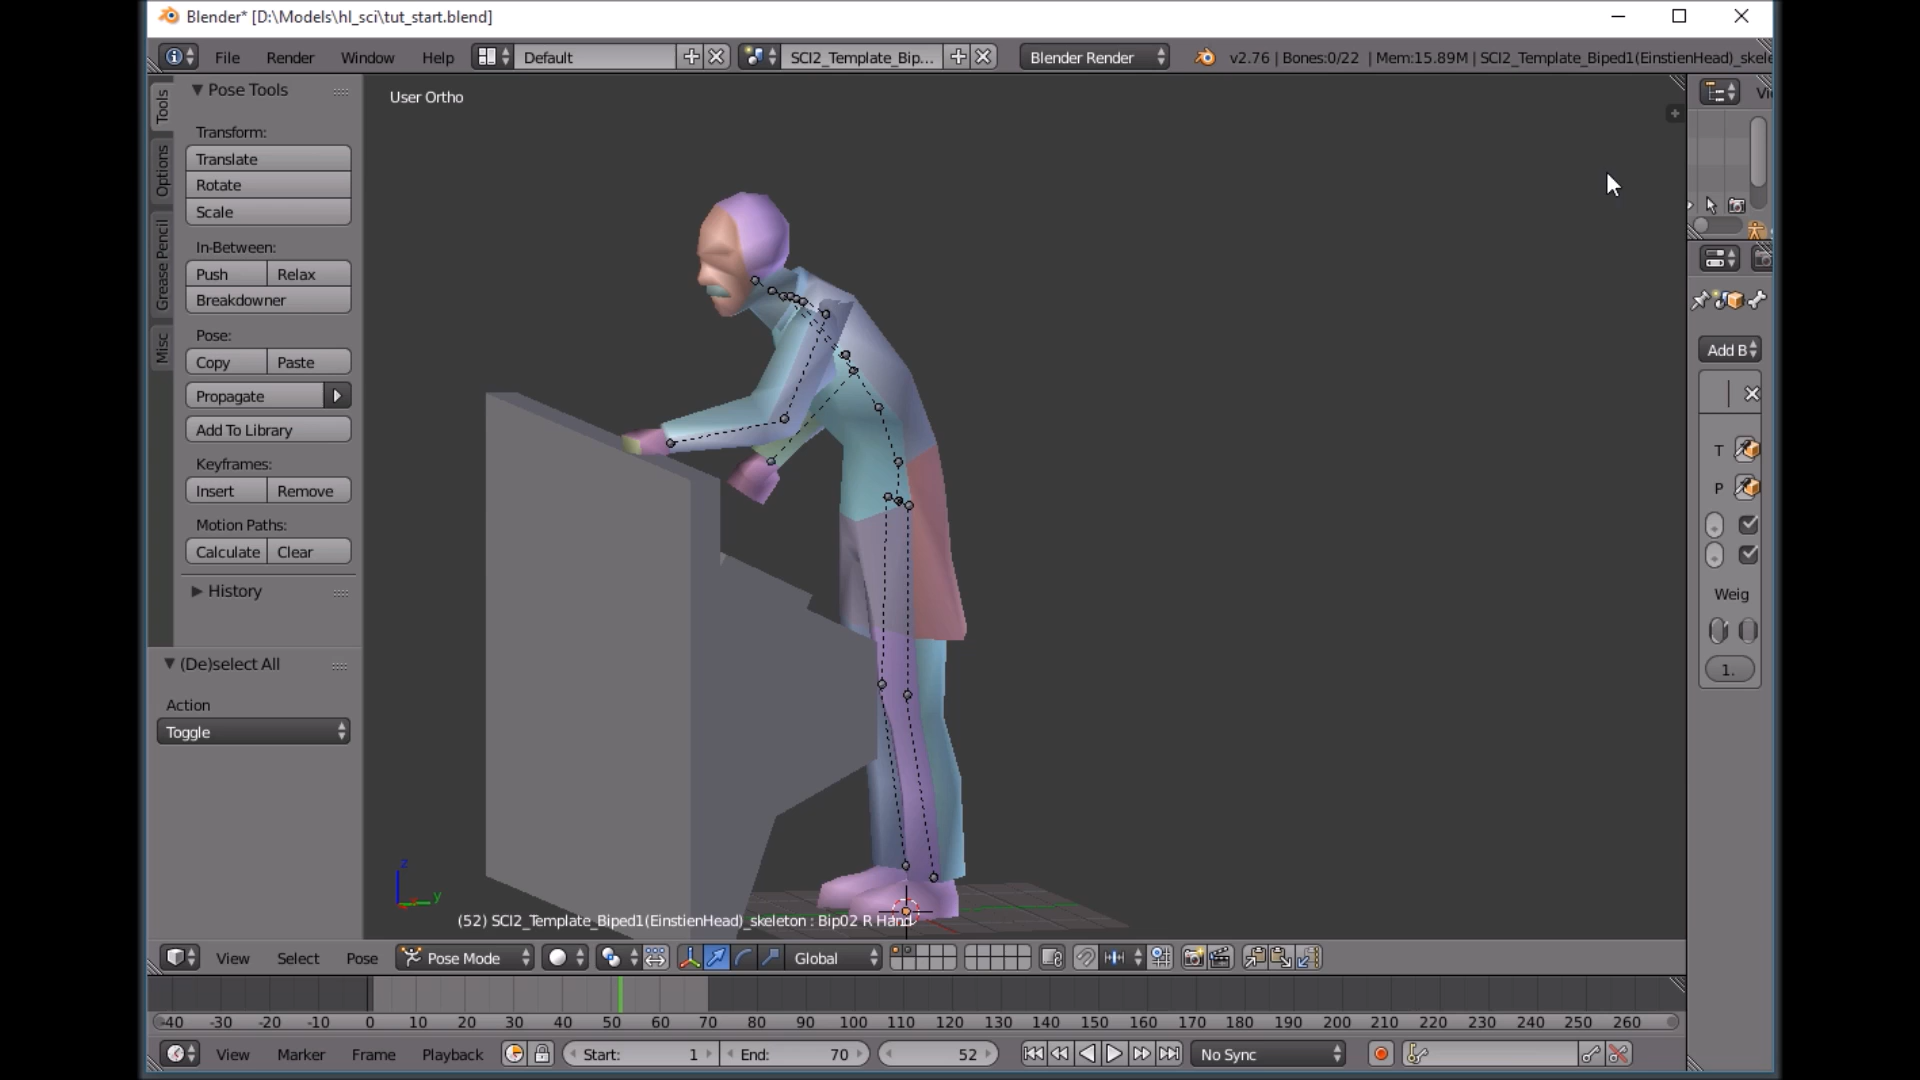 Blender* [D:\Models\hl_sci\tut_start.blend]
File Render Window Help Default SCI2_Template_Bip... Blender Render v2.76 | Bones:0/22 | Mem:15.89M | SCI2_Template_Biped1(EinstienHead)_skele
Tools
Options
Grease Pencil
Misc
Pose Tools
Transform:
Translate
Rotate
Scale
In-Between:
Push Relax
Breakdowner
Pose:
Copy Paste
Propagate
Add To Library
Keyframes:
Insert Remove
Motion Paths:
Calculate Clear
History
(De)select All
Action
Toggle
User Ortho
z
y
(52) SCI2_Template_Biped1(EinstienHead)_skeleton : Bip02 R Hand
Add B
T
P
Weig
1.
View Select Pose Pose Mode Global
-40 -30 -20 -10 0 10 20 30 40 50 60 70 80 90 100 110 120 130 140 150 160 170 180 190 200 210 220 230 240 250 260
View Marker Frame Playback Start: 1 End: 70 52 No Sync